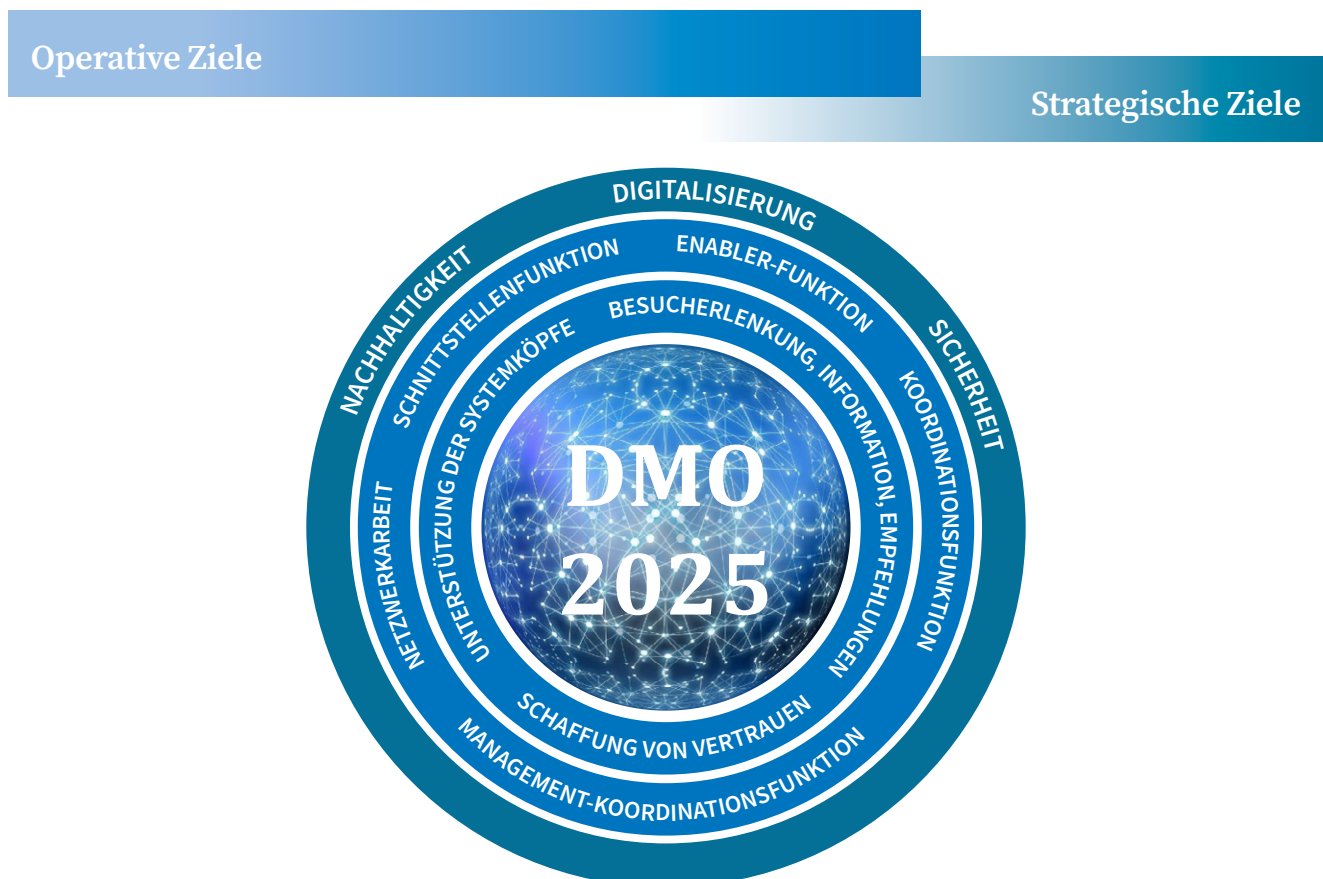 Operative Ziele
Strategische Ziele
DIGITALISIERUNG
NACHHALTIGKEIT
SICHERHEIT
SCHNITTSTELLENFUNKTION
ENABLER-FUNKTION
KOORDINATIONSFUNKTION
NETZWERKARBEIT
MANAGEMENT-KOORDINATIONSFUNKTION
UNTERSTÜTZUNG DER SYSTEMKÖPFE
BESUCHERLENKUNG, INFORMATION, EMPFEHLUNGEN
SCHAFFUNG VON VERTRAUEN
DMO
2025